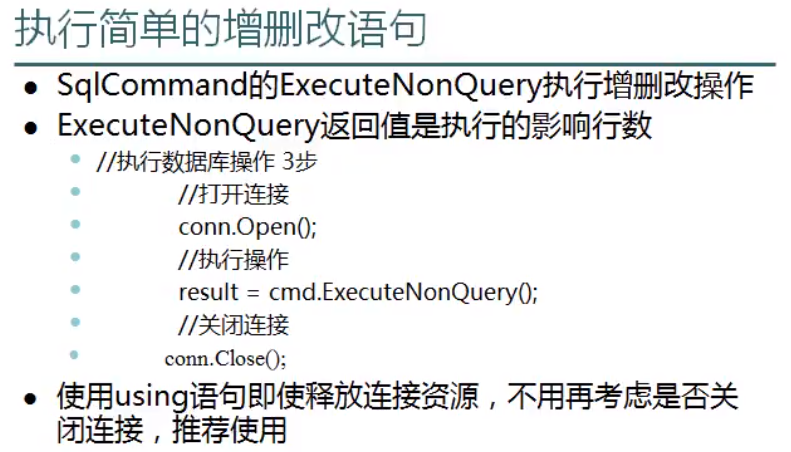 执行简单的增删改语句
SqlCommand的ExecuteNonQuery执行增删改操作
ExecuteNonQuery返回值是执行的影响行数
//执行数据库操作 3步
//打开连接
conn.Open();
//执行操作
result = cmd.ExecuteNonQuery();
//关闭连接
conn.Close();
使用using语句即使释放连接资源，不用再考虑是否关
闭连接，推荐使用